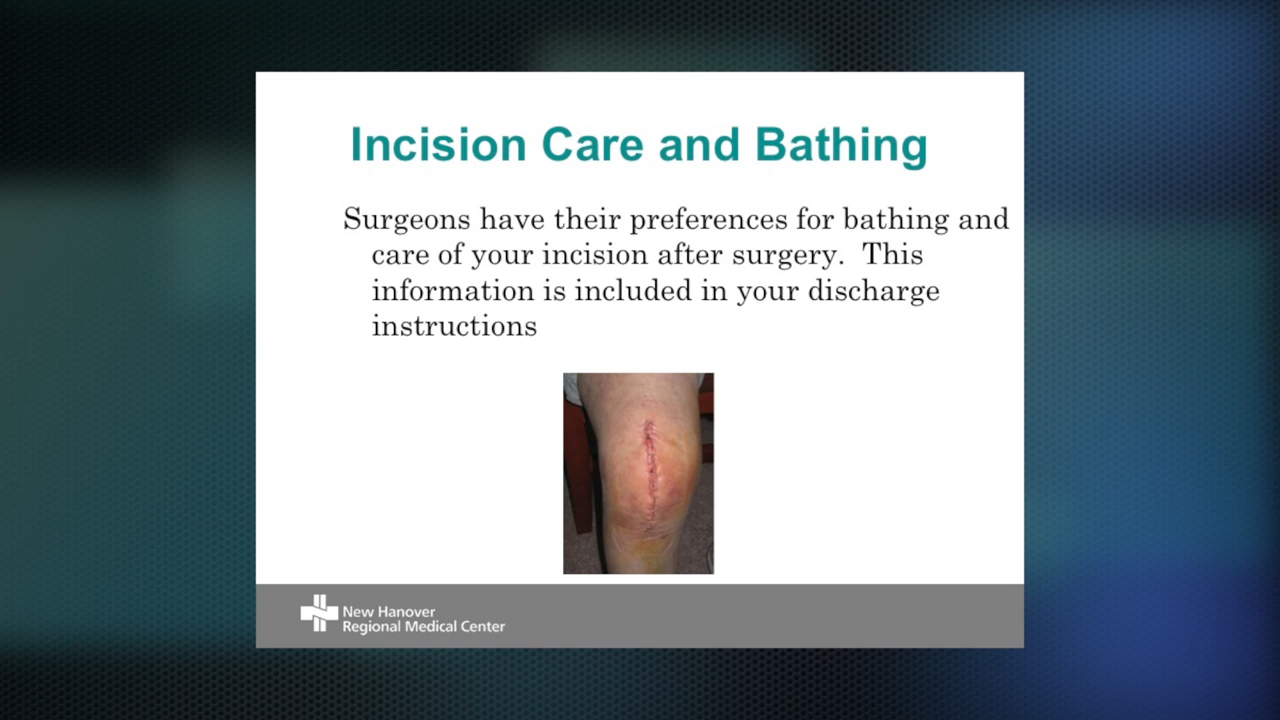 Incision Care and Bathing
Surgeons have their preferences for bathing and
care of your incision after surgery.  This
information is included in your discharge
instructions
New Hanover
Regional Medical Center